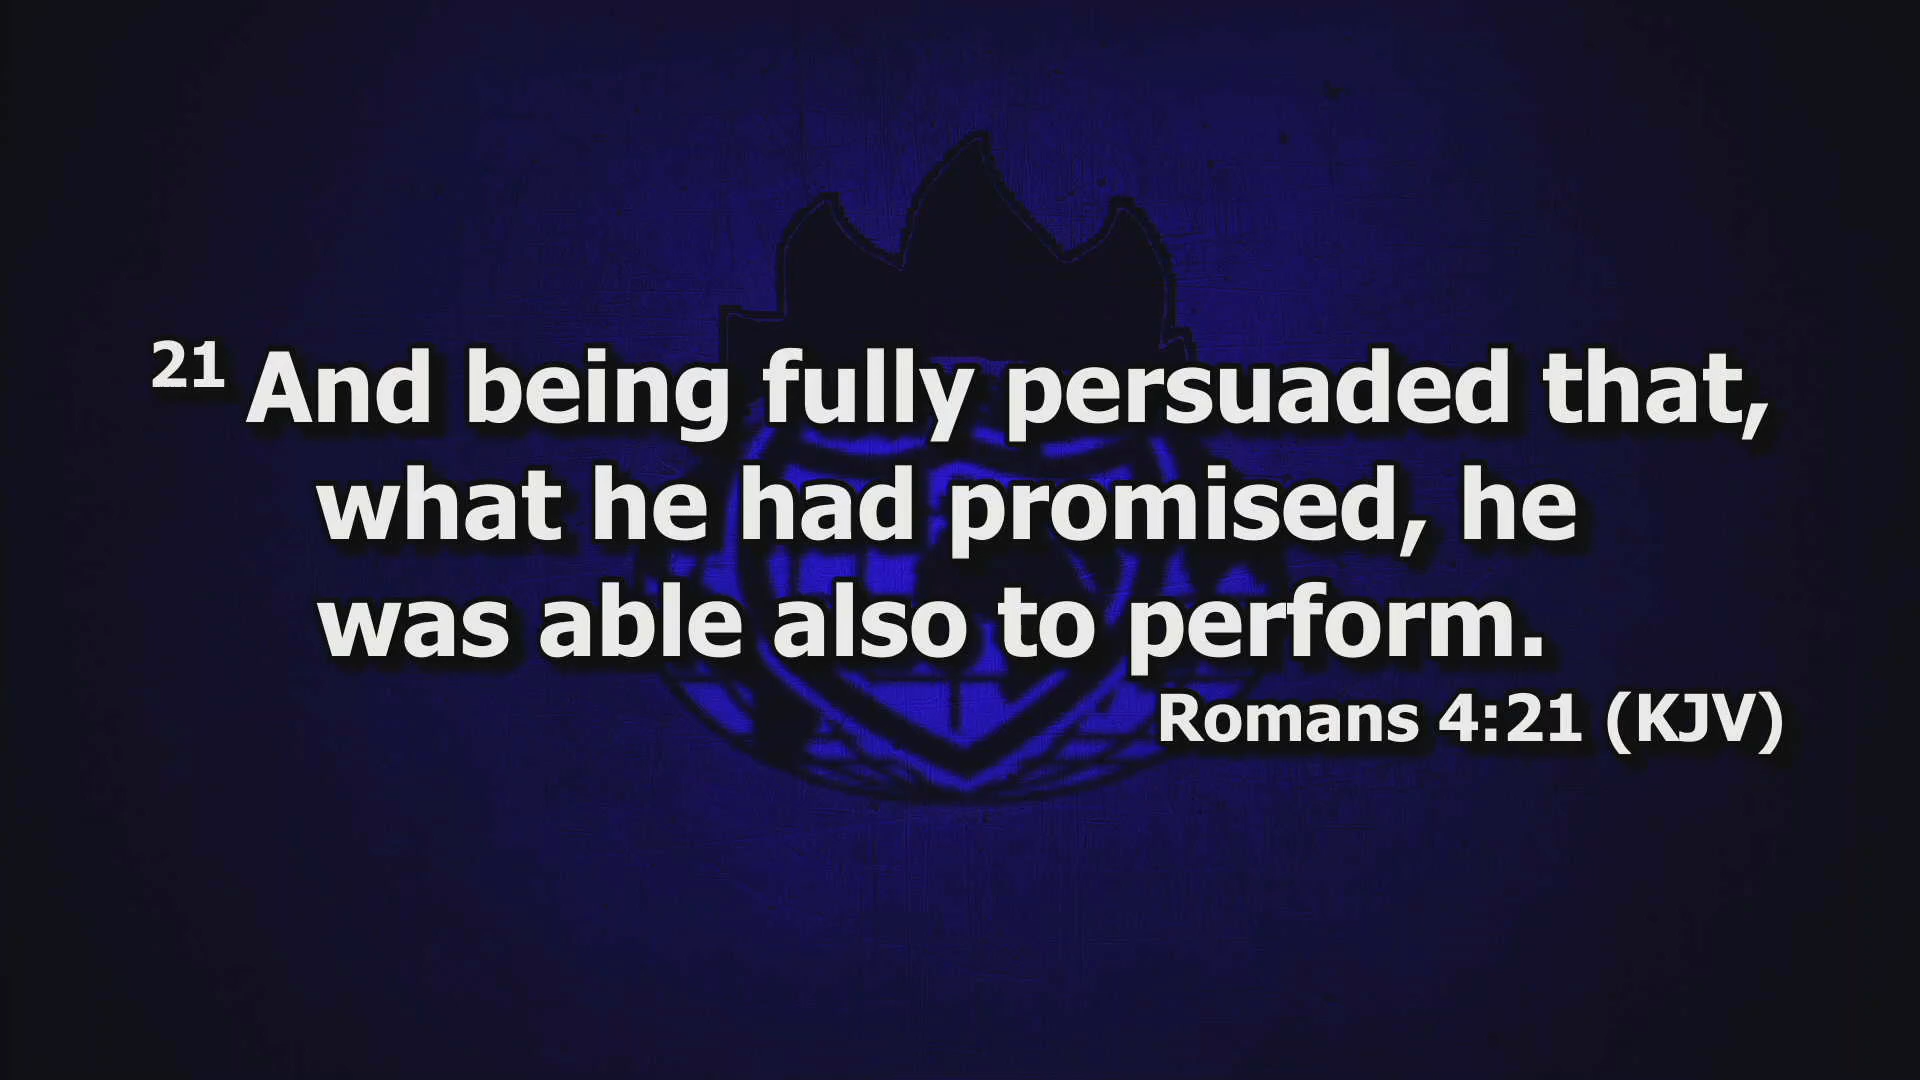 21 And being fully persuaded that,
what he had promised, he
was able also to perform.
Romans 4:21 (KJV)